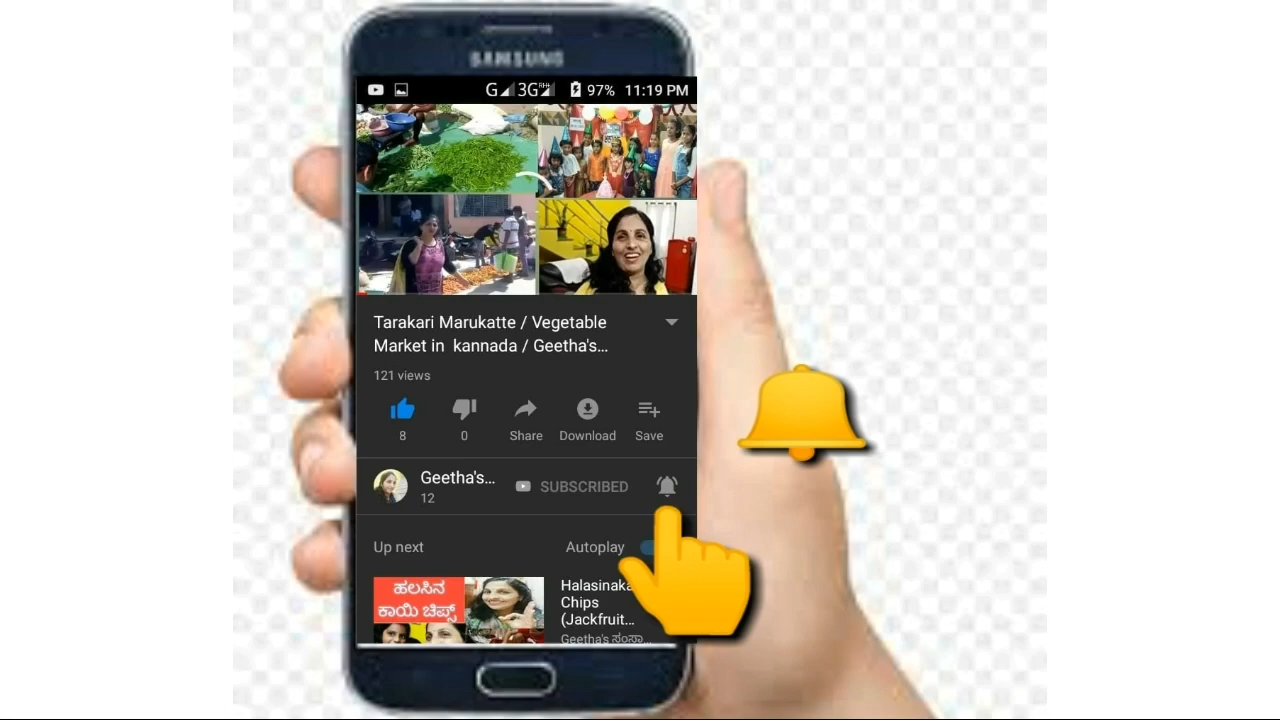 SAMSUNG
G 3G 97% 11:19 PM
Tarakari Marukatte / Vegetable
Market in kannada / Geetha's...
121 views
8 0 Share Download Save
Geetha's... SUBSCRIBED
12
Up next Autoplay
ಹಲಸಿನ
ಕಾಯಿ ಚಿಪ್ಸ್
Halasinaka
Chips
(Jackfruit...
Geetha's ಸಂಸಾ...